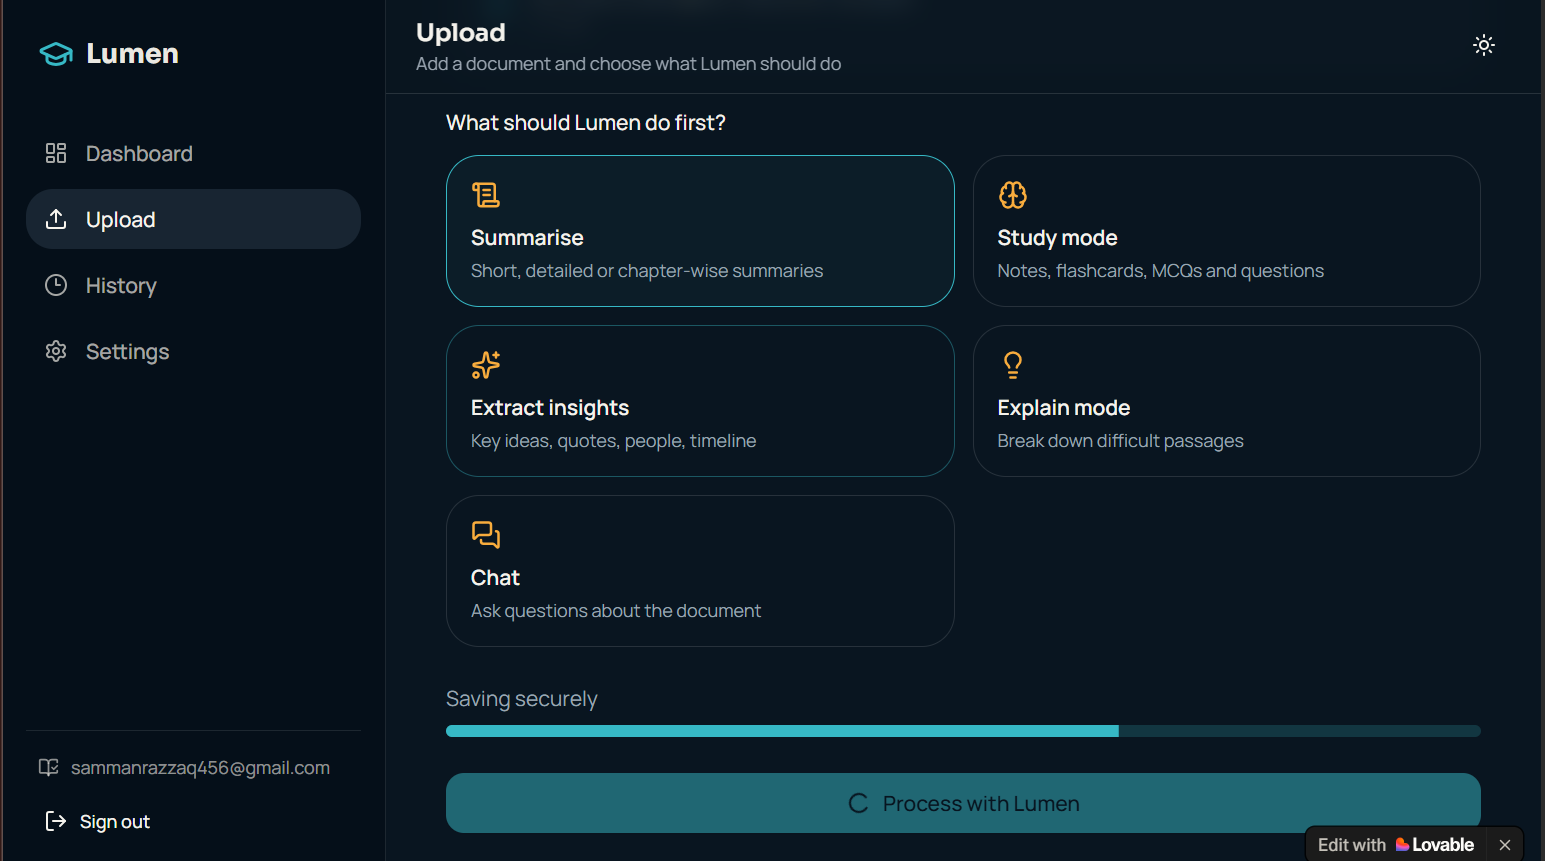 Lumen
Dashboard
Upload
History
Settings
sammanrazzaq456@gmail.com
Sign out
Upload
Add a document and choose what Lumen should do
What should Lumen do first?
Summarise
Short, detailed or chapter-wise summaries
Study mode
Notes, flashcards, MCQs and questions
Extract insights
Key ideas, quotes, people, timeline
Explain mode
Break down difficult passages
Chat
Ask questions about the document
Saving securely
Process with Lumen
Edit with Lovable